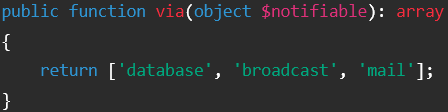 public function via(object $notifiable): array
{
    return ['database', 'broadcast', 'mail'];
}